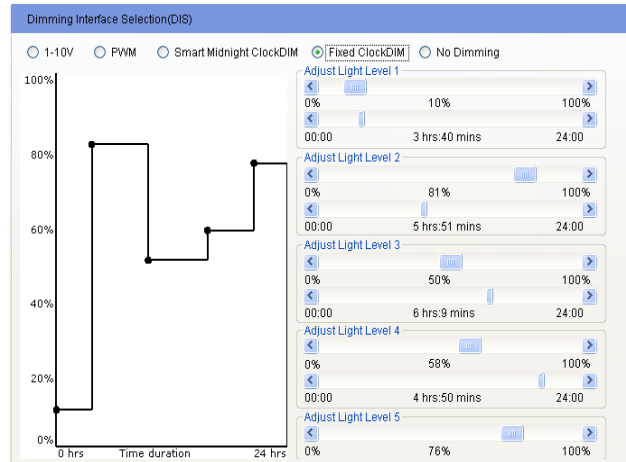 Dimming Interface Selection(DIS)
1-10V PWM Smart Midnight ClockDIM Fixed ClockDIM No Dimming
100%
80%
60%
40%
20%
0%
0 hrs Time duration 24 hrs
Adjust Light Level 1
0% 10% 100%
00:00 3 hrs:40 mins 24:00
Adjust Light Level 2
0% 81% 100%
00:00 5 hrs:51 mins 24:00
Adjust Light Level 3
0% 50% 100%
00:00 6 hrs:9 mins 24:00
Adjust Light Level 4
0% 58% 100%
00:00 4 hrs:50 mins 24:00
Adjust Light Level 5
0% 76% 100%